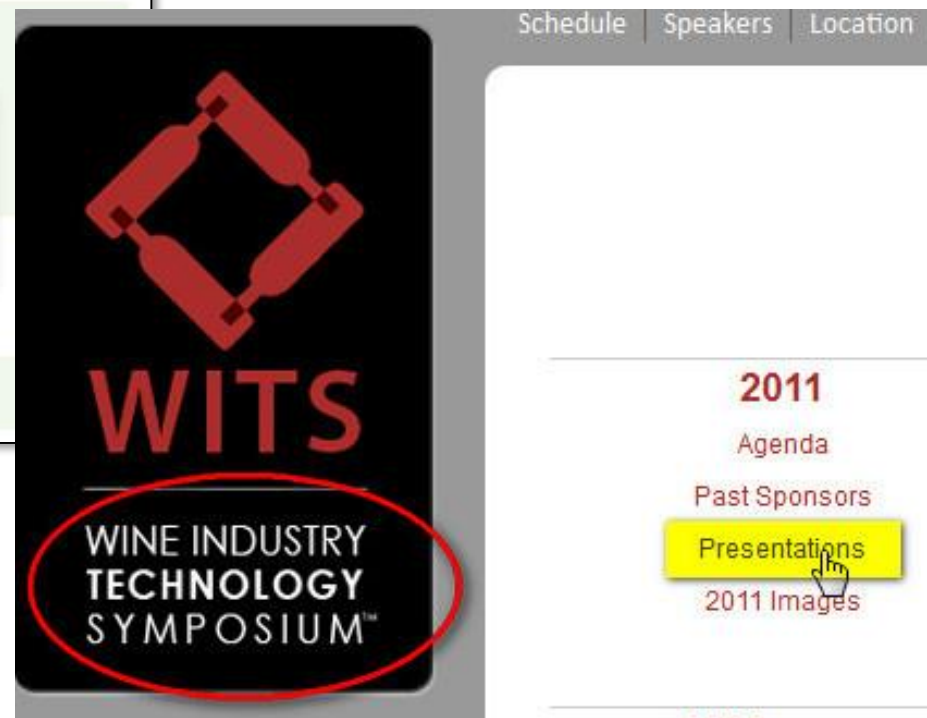 Schedule | Speakers | Location
WITS
WINE INDUSTRY
TECHNOLOGY
SYMPOSIUM™
2011
Agenda
Past Sponsors
Presentations
2011 Images